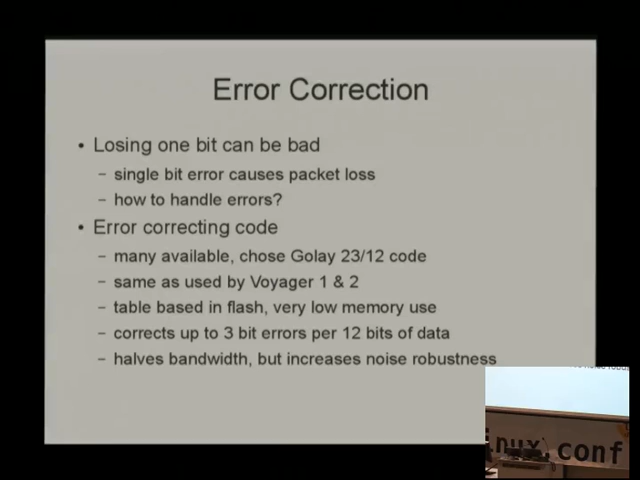 Error Correction
• Losing one bit can be bad
– single bit error causes packet loss
– how to handle errors?
• Error correcting code
– many available, chose Golay 23/12 code
– same as used by Voyager 1 & 2
– table based in flash, very low memory use
– corrects up to 3 bit errors per 12 bits of data
– halves bandwidth, but increases noise robustness
inux.conf